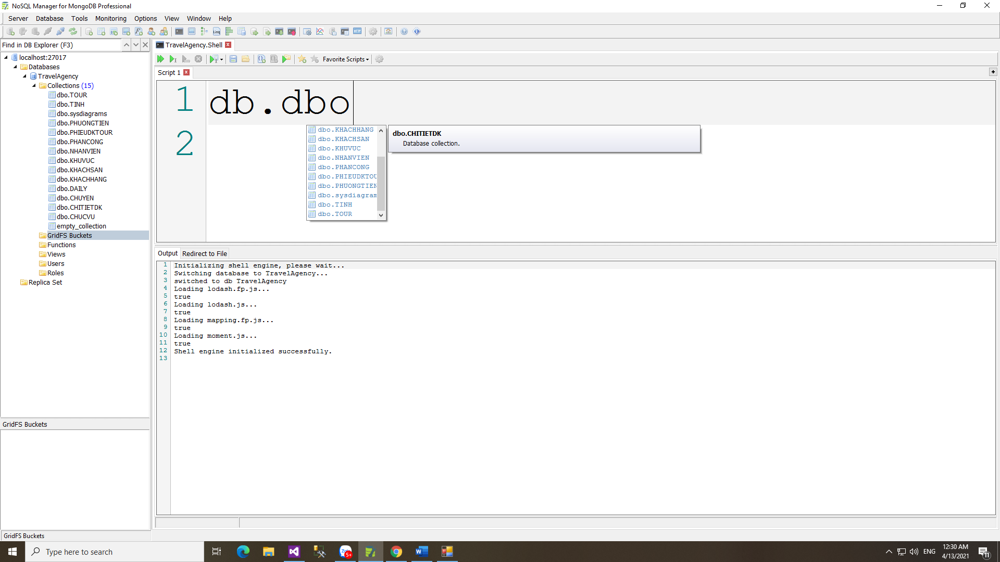 NoSQL Manager for MongoDB Professional
Server Database Tools Monitoring Options View Window Help
Find in DB Explorer (F3)
localhost:27017
Databases
TravelAgency
Collections (15)
dbo.TOUR
dbo.TINH
dbo.sysdiagrams
dbo.PHUONGTIEN
dbo.PHIEUDKTOUR
dbo.PHANCONG
dbo.NHANVIEN
dbo.KHUVUC
dbo.KHACHSAN
dbo.KHACHHANG
dbo.DAILY
dbo.CHUYEN
dbo.CHITIETDK
dbo.CHUCVU
empty_collection
GridFS Buckets
Functions
Views
Users
Roles
Replica Set
GridFS Buckets
GridFS Buckets
TravelAgency.Shell
Favorite Scripts
Script 1
1 db.dbo
2
dbo.KHACHHANG
dbo.KHACHSAN
dbo.KHUVUC
dbo.NHANVIEN
dbo.PHANCONG
dbo.PHIEUDKTOU
dbo.PHUONGTIEN
dbo.sysdiagram
dbo.TINH
dbo.TOUR
dbo.CHITIETDK
Database collection.
Output Redirect to File
1 Initializing shell engine, please wait...
2 Switching database to TravelAgency...
3 switched to db TravelAgency
4 Loading lodash.fp.js...
5 true
6 Loading lodash.js...
7 true
8 Loading mapping.fp.js...
9 true
10 Loading moment.js...
11 true
12 Shell engine initialized successfully.
13
Type here to search
5+
ENG
12:30 AM
4/13/2021
11